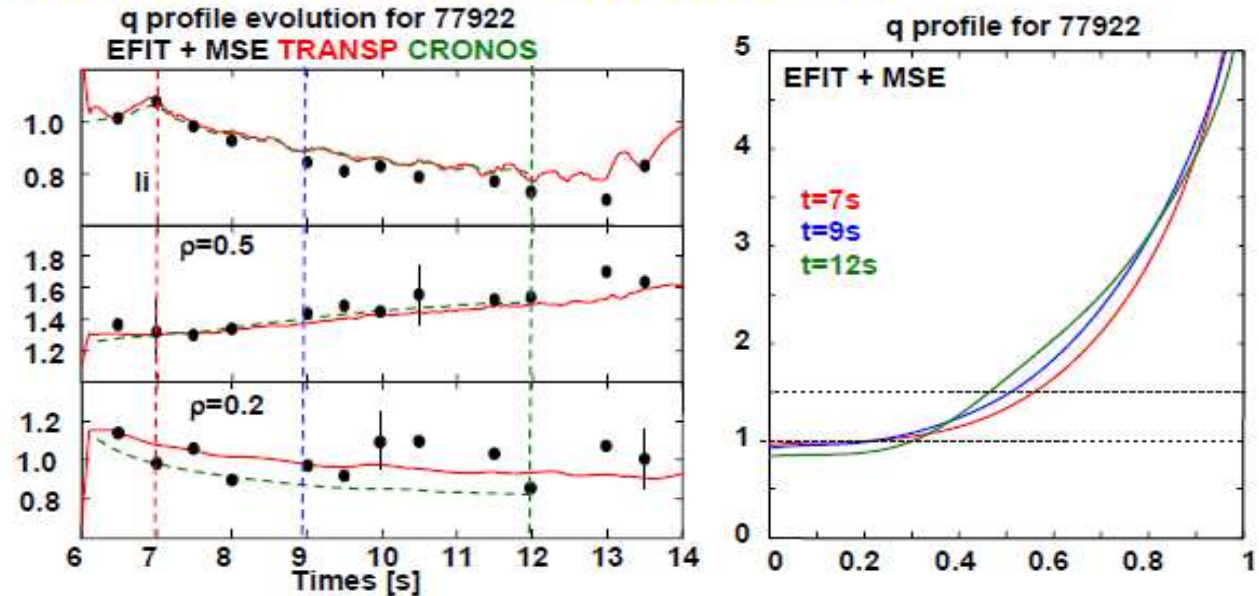 q profile evolution for 77922
EFIT + MSE TRANSP CRONOS
1.0
0.8
li
ρ=0.5
1.8
1.6
1.4
1.2
ρ=0.2
1.2
1.0
0.8
6 7 8 9 10 11 12 13 14
Times [s]
q profile for 77922
EFIT + MSE
5
4
3
2
1
0
t=7s
t=9s
t=12s
0 0.2 0.4 0.6 0.8 1